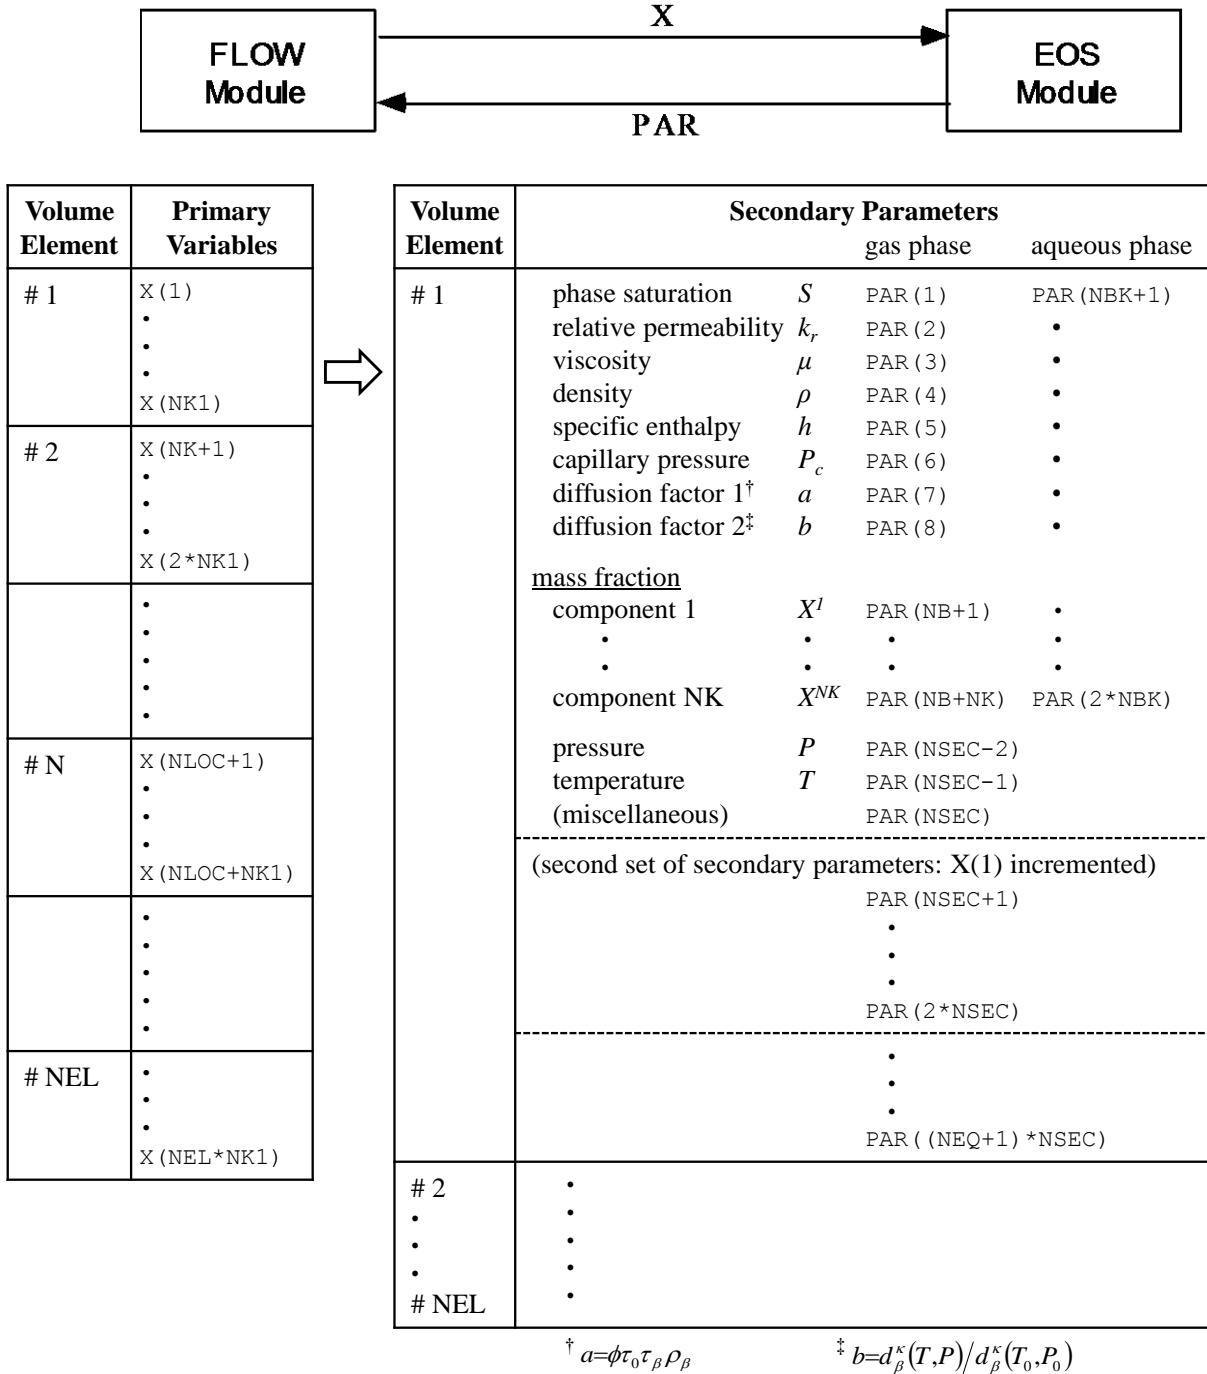 X
FLOW
Module
EOS
Module
PAR
Volume Element
Primary Variables
# 1
X(1)
X(NK1)
# 2
X(NK+1)
X(2*NK1)
# N
X(NLOC+1)
X(NLOC+NK1)
# NEL
X(NEL*NK1)
Volume Element
Secondary Parameters
gas phase aqueous phase
# 1
phase saturation S PAR(1) PAR(NBK+1)
relative permeability kᵣ PAR(2)
viscosity μ PAR(3)
density ρ PAR(4)
specific enthalpy h PAR(5)
capillary pressure P_c PAR(6)
diffusion factor 1† a PAR(7)
diffusion factor 2‡ b PAR(8)
mass fraction
component 1 X¹ PAR(NB+1)
component NK X^NK PAR(NB+NK) PAR(2*NBK)
pressure P PAR(NSEC-2)
temperature T PAR(NSEC-1)
(miscellaneous) PAR(NSEC)
(second set of secondary parameters: X(1) incremented)
PAR(NSEC+1)
PAR(2*NSEC)
PAR((NEQ+1)*NSEC)
# 2
# NEL
† a=ϕτ₀τ_βρ_β ‡ b=d_β^κ(T,P)/d_β^κ(T₀,P₀)